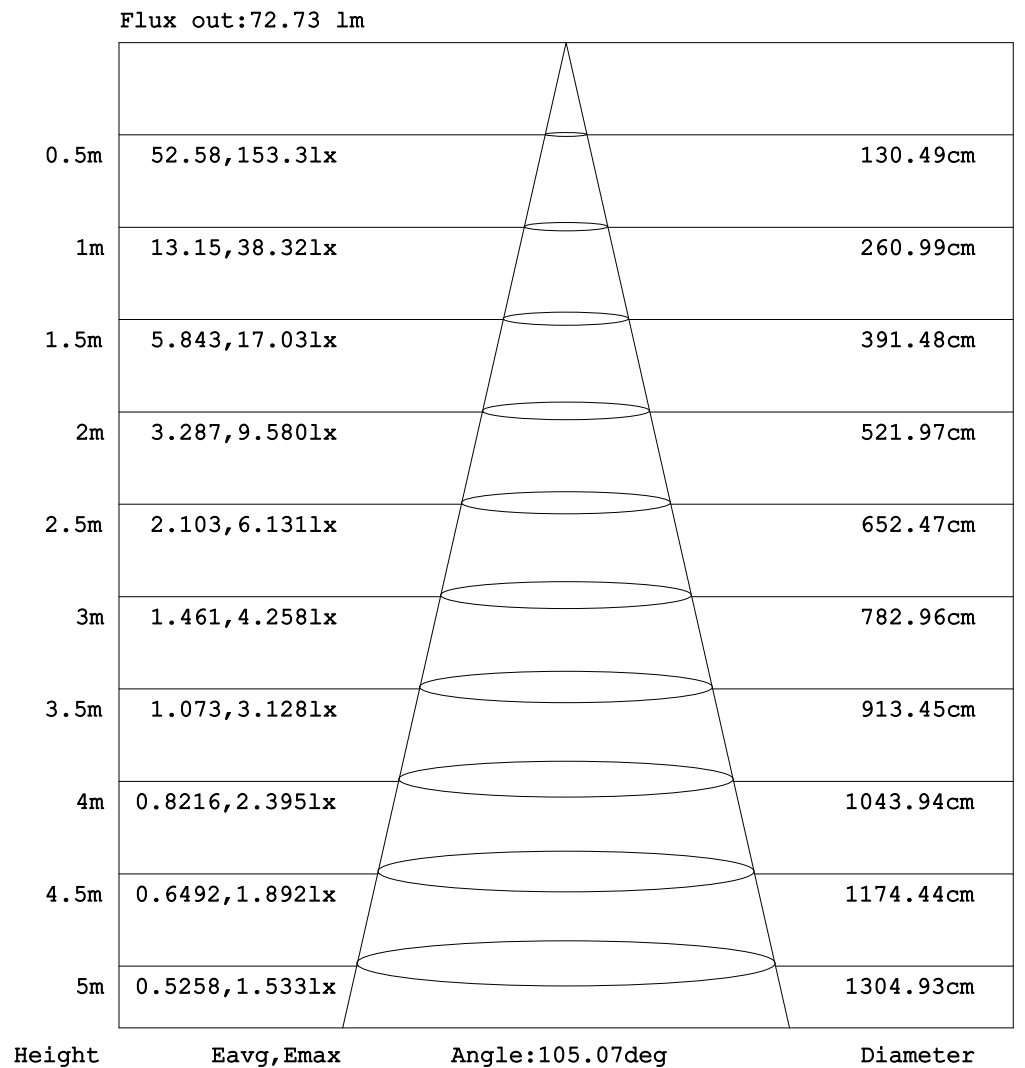 Flux out:72.73 lm
0.5m 52.58,153.3lx 130.49cm
1m 13.15,38.32lx 260.99cm
1.5m 5.843,17.03lx 391.48cm
2m 3.287,9.580lx 521.97cm
2.5m 2.103,6.131lx 652.47cm
3m 1.461,4.258lx 782.96cm
3.5m 1.073,3.128lx 913.45cm
4m 0.8216,2.395lx 1043.94cm
4.5m 0.6492,1.892lx 1174.44cm
5m 0.5258,1.533lx 1304.93cm
Height Eavg,Emax Angle:105.07deg Diameter